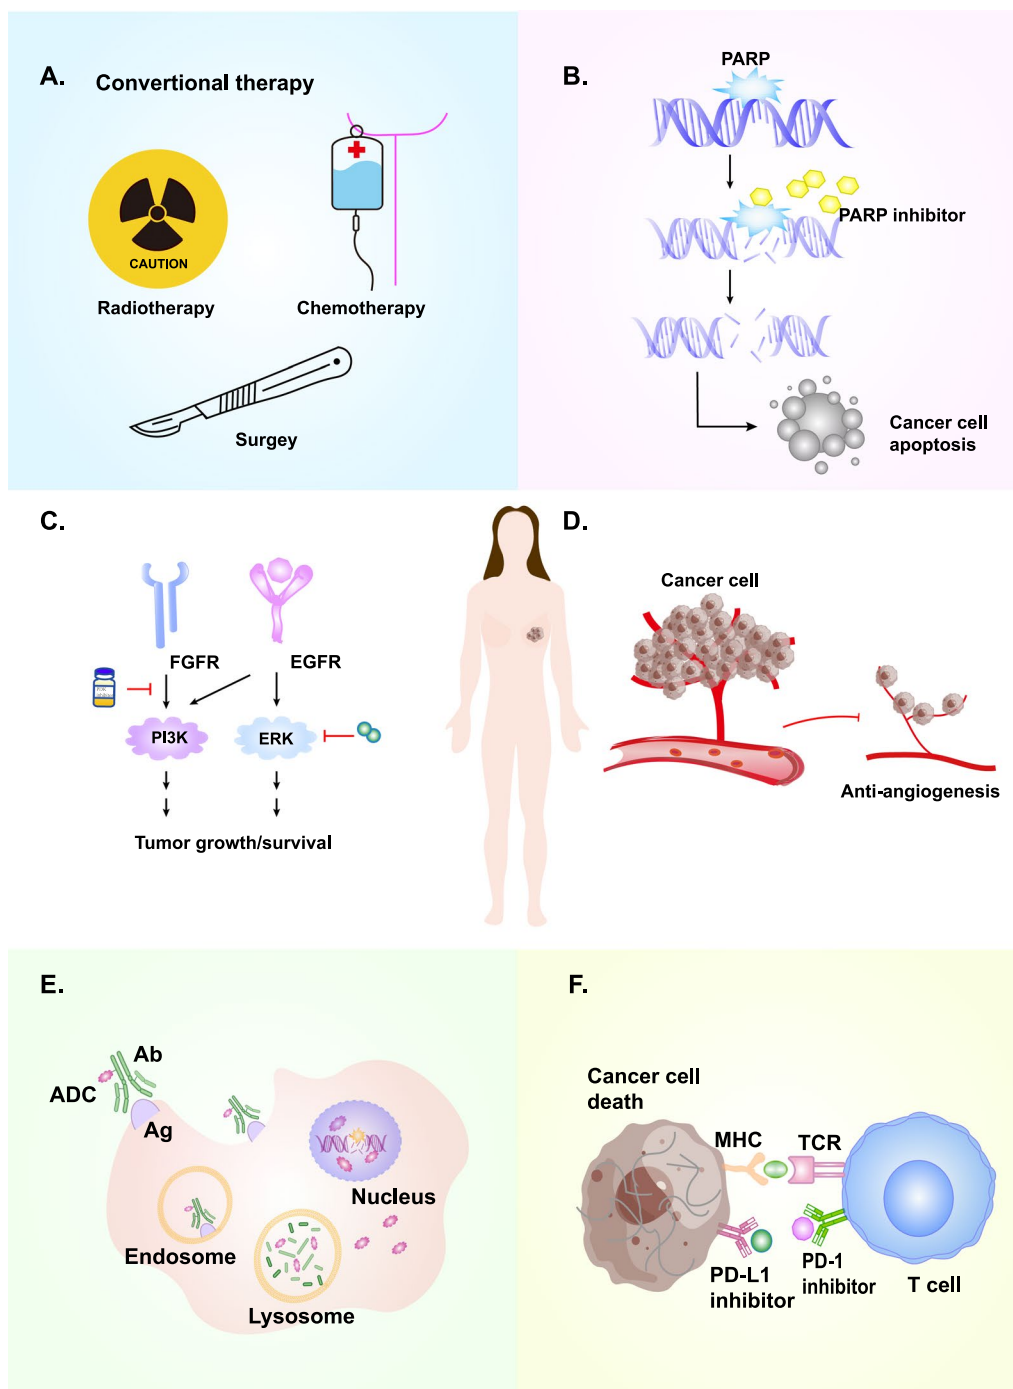 A.
Convertional therapy
CAUTION
Radiotherapy
Chemotherapy
Surgey
B.
PARP
PARP inhibitor
Cancer cell
apoptosis
C.
FGFR
EGFR
PI3K
ERK
Tumor growth/survival
D.
Cancer cell
Anti-angiogenesis
E.
Ab
ADC
Ag
Nucleus
Endosome
Lysosome
F.
Cancer cell
death
MHC
TCR
PD-L1
inhibitor
PD-1
inhibitor
T cell